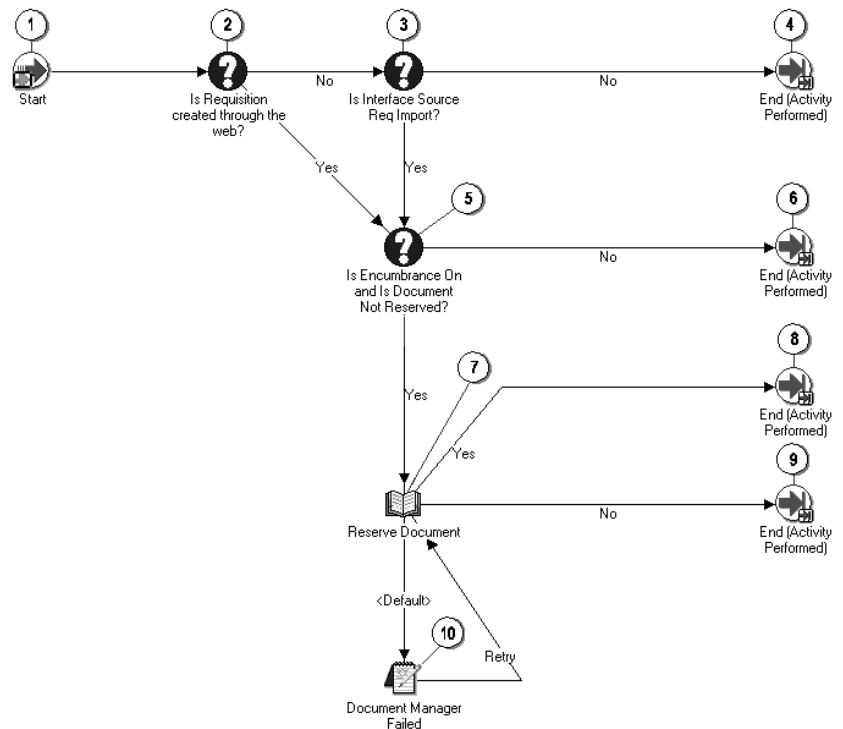 1
2
3
4
Start
Is Requisition
created through the
web?
No
Is Interface Source
Req Import?
No
End (Activity
Performed)
Yes
Yes
5
6
Is Encumbrance On
and Is Document
Not Reserved?
No
End (Activity
Performed)
7
8
Yes
Yes
End (Activity
Performed)
9
Reserve Document
No
End (Activity
Performed)
<Default>
10
Retry
Document Manager
Failed